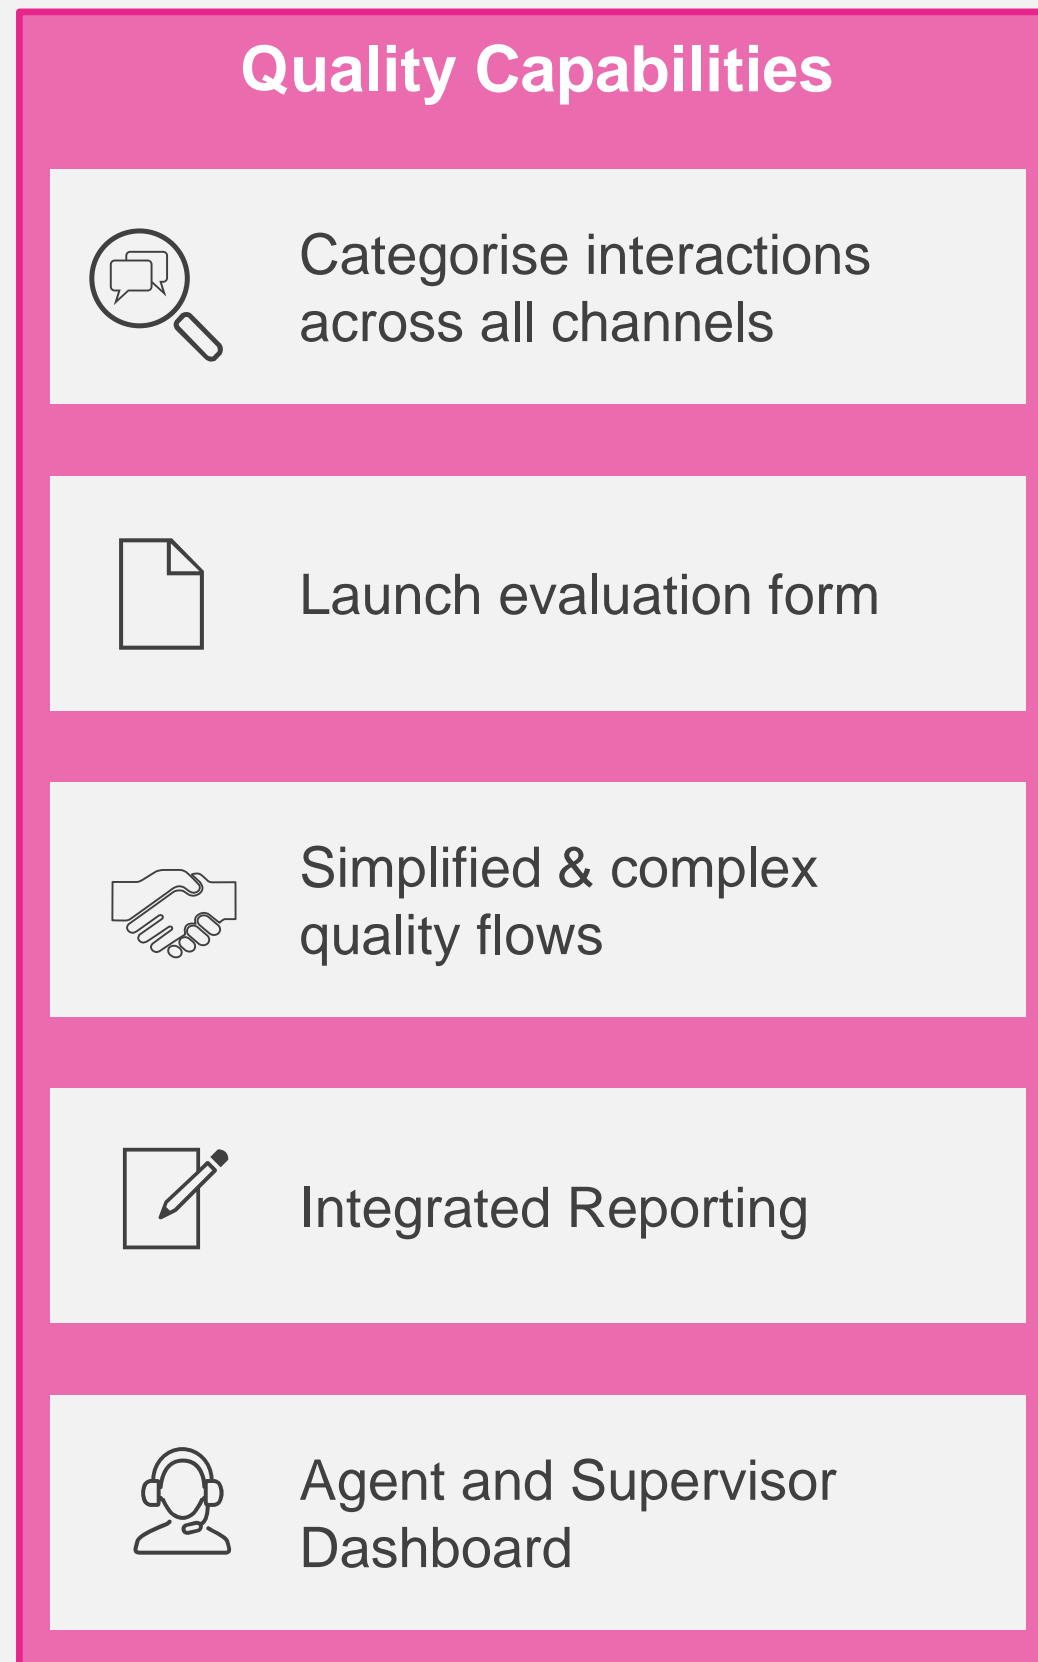 Quality Capabilities
Categorise interactions
across all channels
Launch evaluation form
Simplified & complex
quality flows
Integrated Reporting
Agent and Supervisor
Dashboard